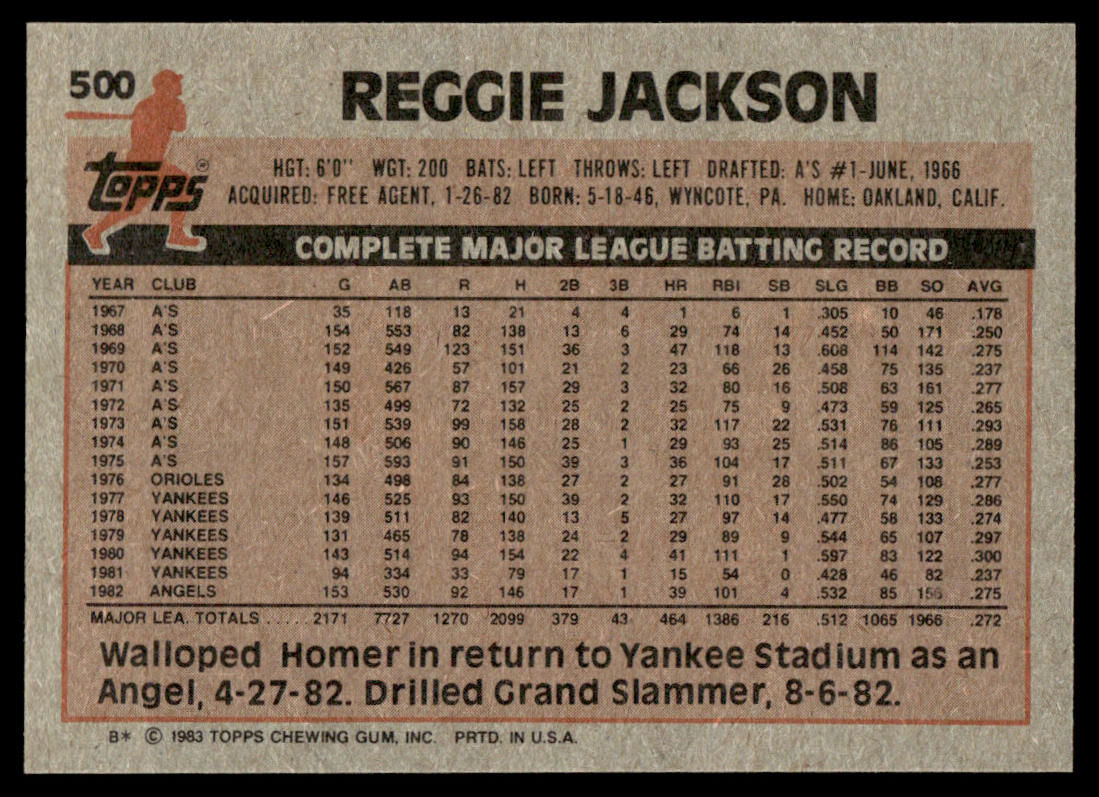 500
REGGIE JACKSON
topps®
HGT: 6'0" WGT: 200 BATS: LEFT THROWS: LEFT DRAFTED: A'S #1-JUNE, 1966
ACQUIRED: FREE AGENT, 1-26-82 BORN: 5-18-46, WYNCOTE, PA. HOME: OAKLAND, CALIF.
COMPLETE MAJOR LEAGUE BATTING RECORD
YEAR CLUB G AB R H 2B 3B HR RBI SB SLG BB SO AVG
1967 A'S 35 118 13 21 4 4 1 6 1 .305 10 46 .178
1968 A'S 154 553 82 138 13 6 29 74 14 .452 50 171 .250
1969 A'S 152 549 123 151 36 3 47 118 13 .608 114 142 .275
1970 A'S 149 426 57 101 21 2 23 66 26 .458 75 135 .237
1971 A'S 150 567 87 157 29 3 32 80 16 .508 63 161 .277
1972 A'S 135 499 72 132 25 2 25 75 9 .473 59 125 .265
1973 A'S 151 539 99 158 28 2 32 117 22 .531 76 111 .293
1974 A'S 148 506 90 146 25 1 29 93 25 .514 86 105 .289
1975 A'S 157 593 91 150 39 3 36 104 17 .511 67 133 .253
1976 ORIOLES 134 498 84 138 27 2 27 91 28 .502 54 108 .277
1977 YANKEES 146 525 93 150 39 2 32 110 17 .550 74 129 .286
1978 YANKEES 139 511 82 140 13 5 27 97 14 .477 58 133 .274
1979 YANKEES 131 465 78 138 24 2 29 89 9 .544 65 107 .297
1980 YANKEES 143 514 94 154 22 4 41 111 1 .597 83 122 .300
1981 YANKEES 94 334 33 79 17 1 15 54 0 .428 46 82 .237
1982 ANGELS 153 530 92 146 17 1 39 101 4 .532 85 156 .275
MAJOR LEA. TOTALS ..... 2171 7727 1270 2099 379 43 464 1386 216 .512 1065 1966 .272
Walloped Homer in return to Yankee Stadium as an
Angel, 4-27-82. Drilled Grand Slammer, 8-6-82.
B* © 1983 TOPPS CHEWING GUM, INC. PRTD. IN U.S.A.